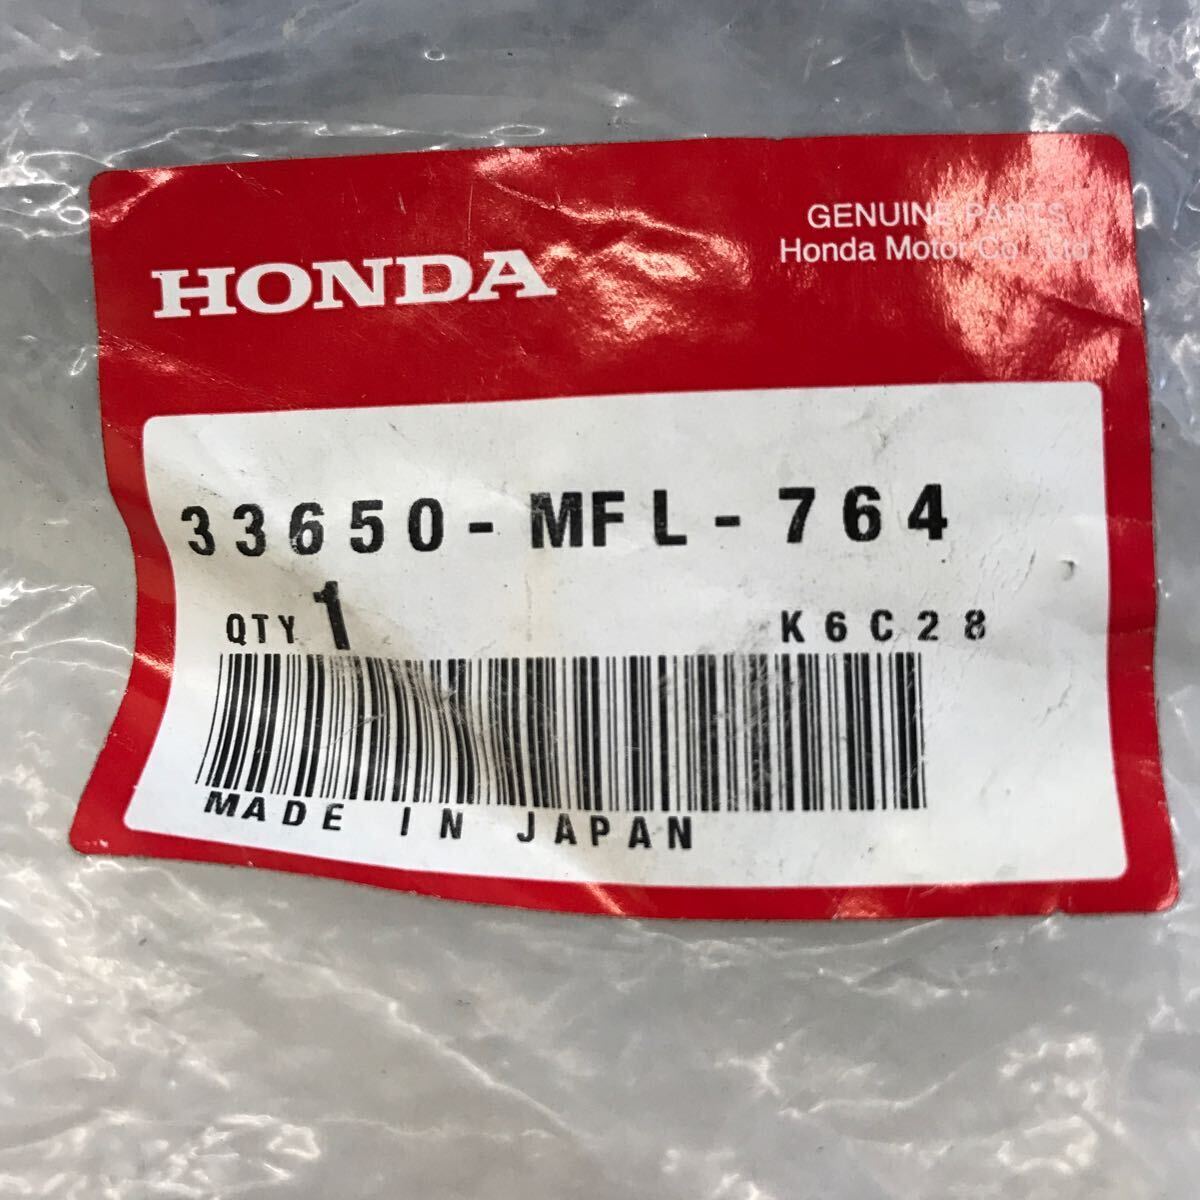 GENUINE PARTS
Honda Motor Co., Ltd.
HONDA
33650-MFL-764
QTY 1 K6C28
MADE IN JAPAN